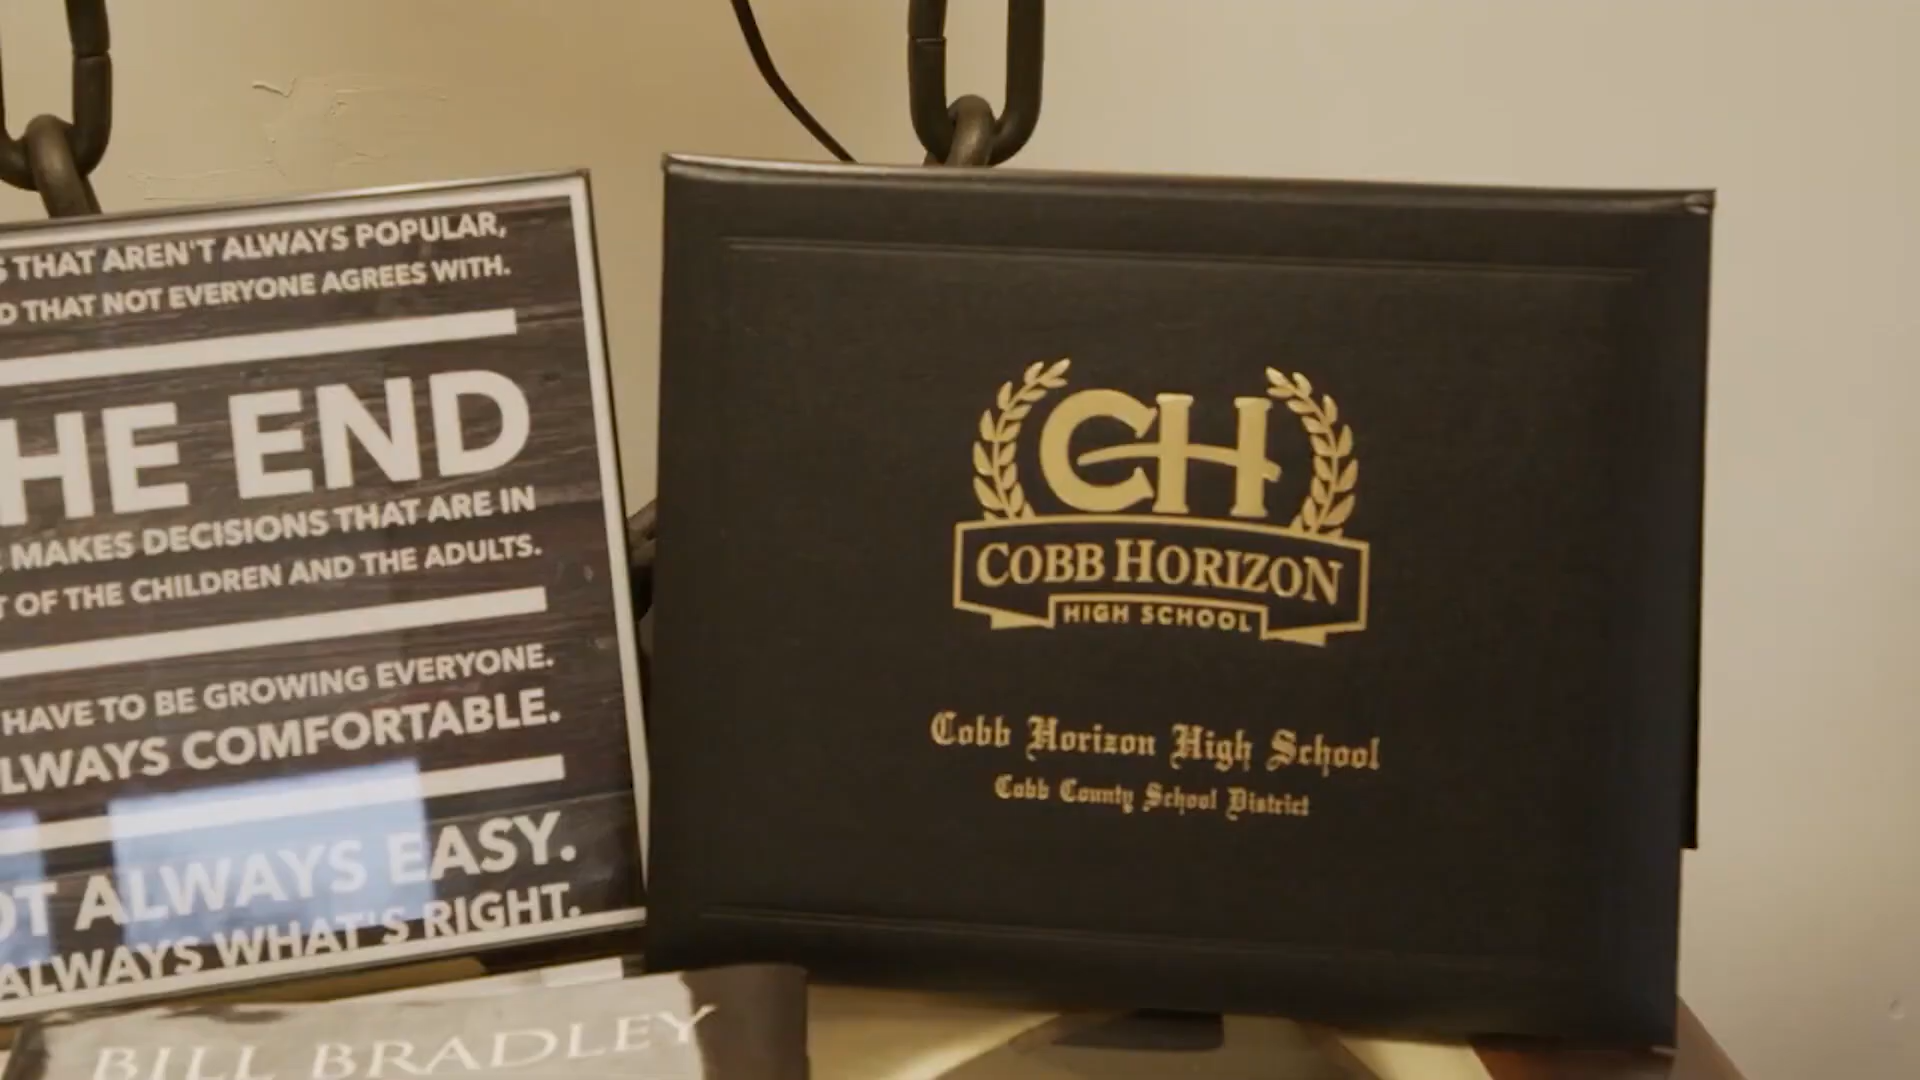 THAT AREN'T ALWAYS POPULAR,
THAT NOT EVERYONE AGREES WITH.
HE END
MAKES DECISIONS THAT ARE IN
OF THE CHILDREN AND THE ADULTS.
HAVE TO BE GROWING EVERYONE.
LWAYS COMFORTABLE.
OT ALWAYS EASY.
ALWAYS WHAT'S RIGHT.
BILL BRADLEY
CH
COBB HORIZON
HIGH SCHOOL
Cobb Horizon High School
Cobb County School District